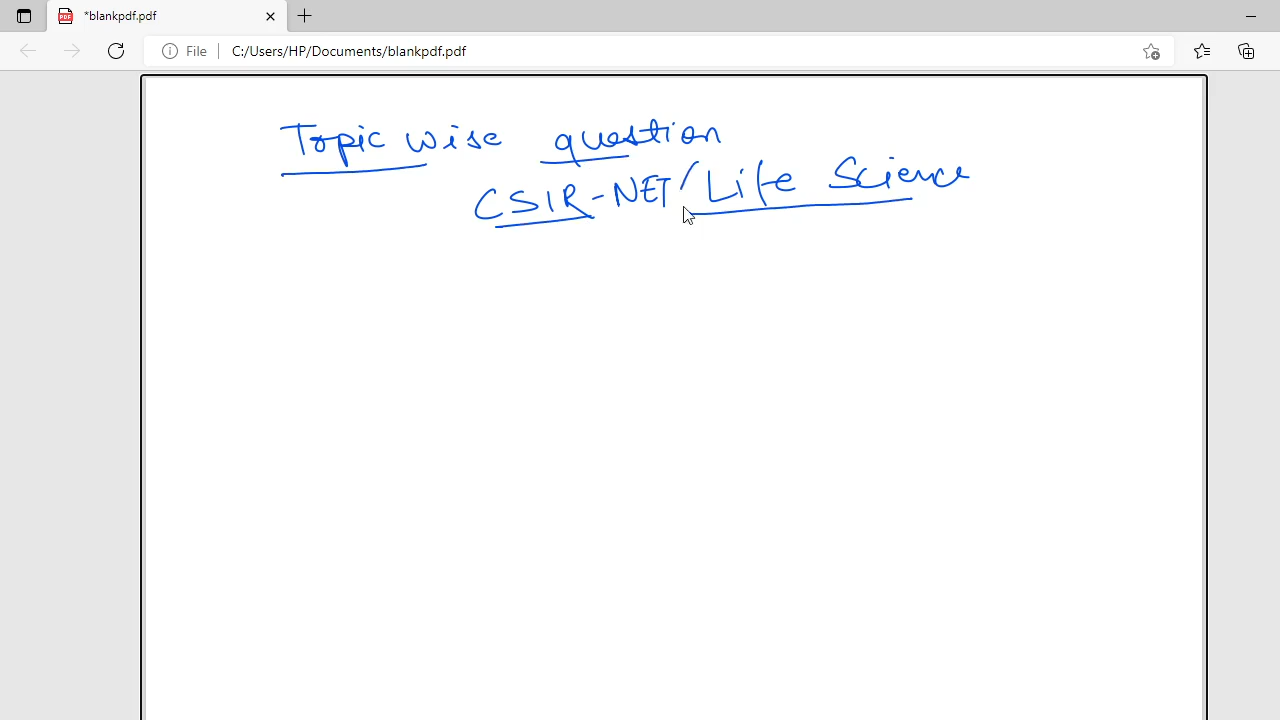 *blankpdf.pdf
File C:/Users/HP/Documents/blankpdf.pdf
Topic wise question
CSIR-NET/Life Science